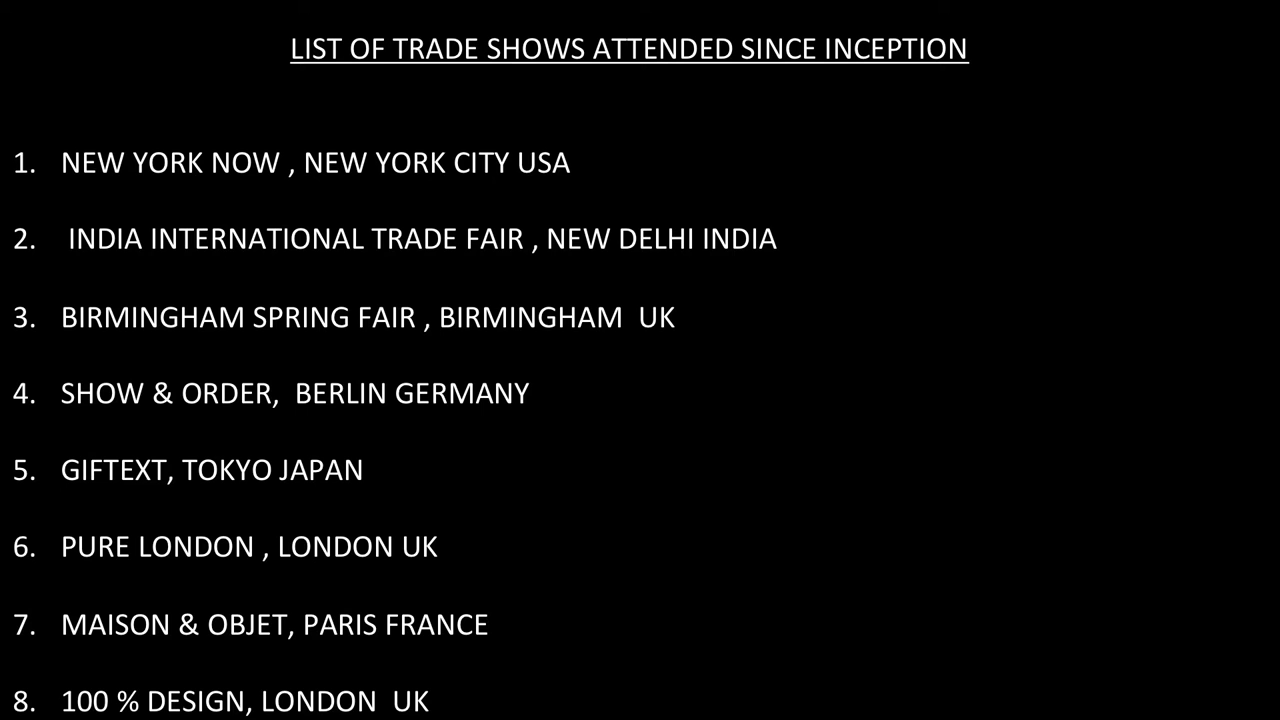 LIST OF TRADE SHOWS ATTENDED SINCE INCEPTION
1. NEW YORK NOW , NEW YORK CITY USA
2. INDIA INTERNATIONAL TRADE FAIR , NEW DELHI INDIA
3. BIRMINGHAM SPRING FAIR , BIRMINGHAM  UK
4. SHOW & ORDER,  BERLIN GERMANY
5. GIFTEXT, TOKYO JAPAN
6. PURE LONDON , LONDON UK
7. MAISON & OBJET, PARIS FRANCE
8. 100 % DESIGN, LONDON  UK